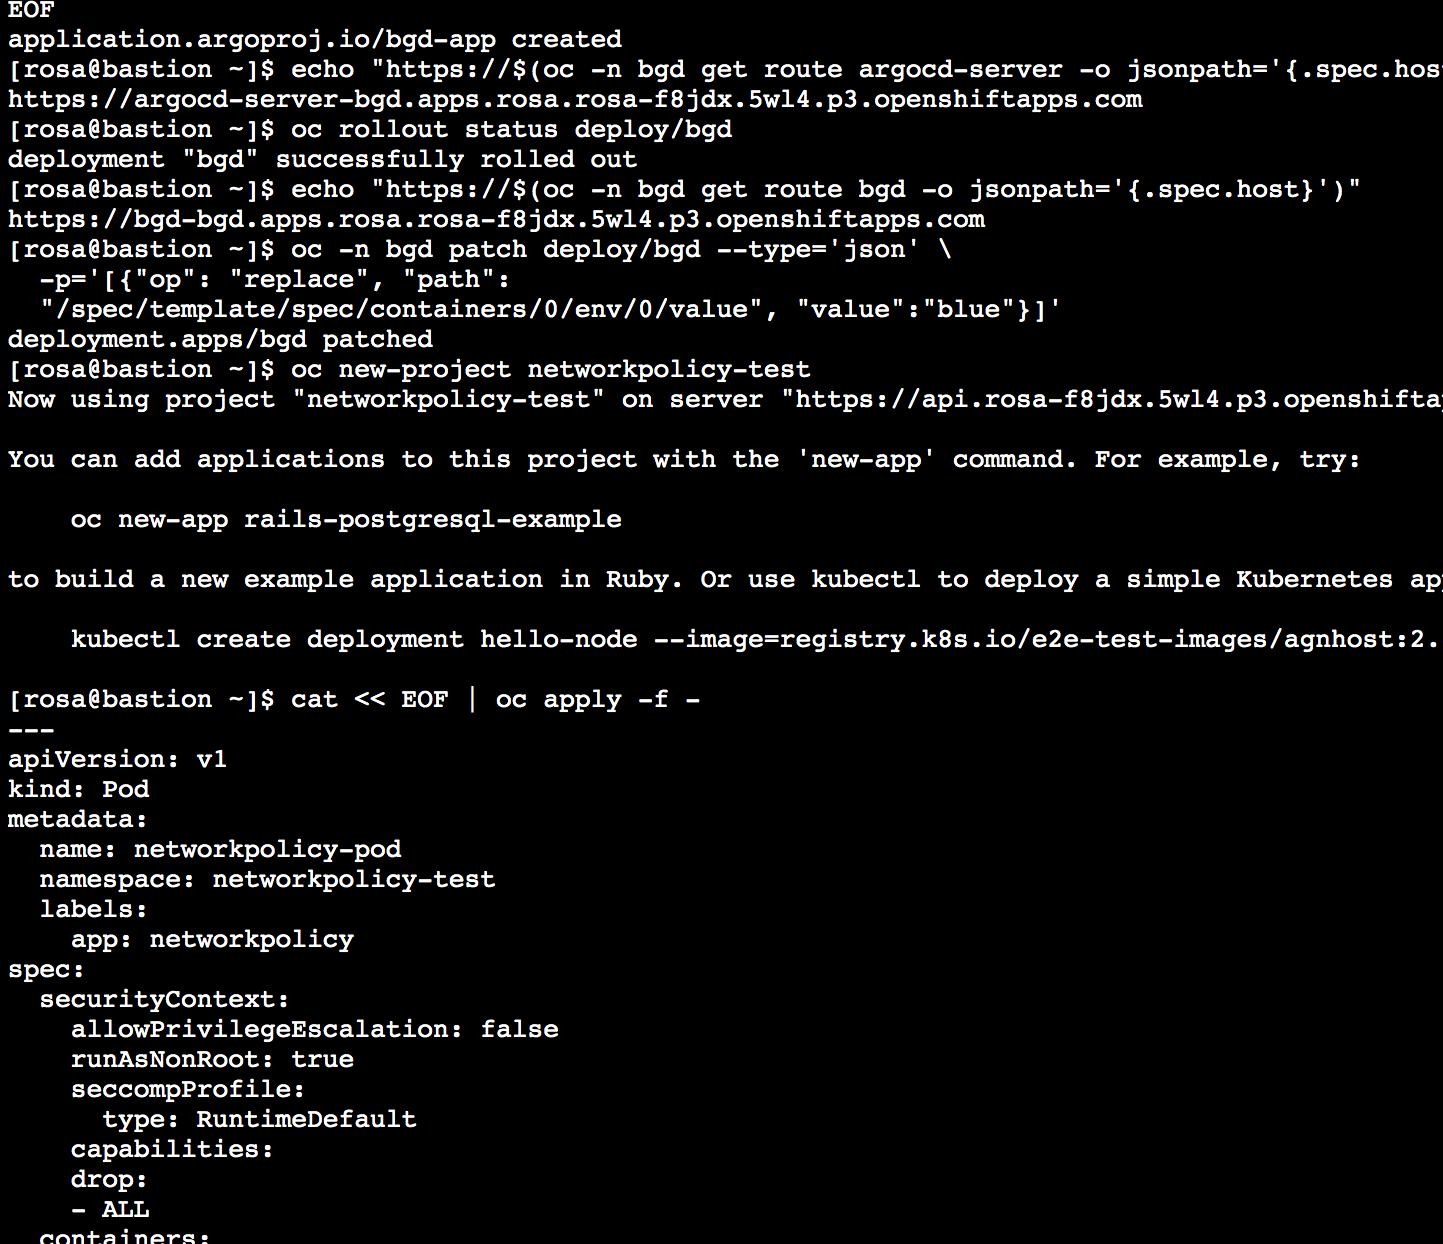 EOF
application.argoproj.io/bgd-app created
[rosa@bastion ~]$ echo "https://$(oc -n bgd get route argocd-server -o jsonpath='{.spec.hos
https://argocd-server-bgd.apps.rosa.rosa-f8jdx.5wl4.p3.openshiftapps.com
[rosa@bastion ~]$ oc rollout status deploy/bgd
deployment "bgd" successfully rolled out
[rosa@bastion ~]$ echo "https://$(oc -n bgd get route bgd -o jsonpath='{.spec.host}')"
https://bgd-bgd.apps.rosa.rosa-f8jdx.5wl4.p3.openshiftapps.com
[rosa@bastion ~]$ oc -n bgd patch deploy/bgd --type='json' \
  -p='[{"op": "replace", "path":
  "/spec/template/spec/containers/0/env/0/value", "value":"blue"}]'
deployment.apps/bgd patched
[rosa@bastion ~]$ oc new-project networkpolicy-test
Now using project "networkpolicy-test" on server "https://api.rosa-f8jdx.5wl4.p3.openshiftap

You can add applications to this project with the 'new-app' command. For example, try:

    oc new-app rails-postgresql-example

to build a new example application in Ruby. Or use kubectl to deploy a simple Kubernetes app

    kubectl create deployment hello-node --image=registry.k8s.io/e2e-test-images/agnhost:2.

[rosa@bastion ~]$ cat << EOF | oc apply -f -
---
apiVersion: v1
kind: Pod
metadata:
  name: networkpolicy-pod
  namespace: networkpolicy-test
  labels:
    app: networkpolicy
spec:
  securityContext:
    allowPrivilegeEscalation: false
    runAsNonRoot: true
    seccompProfile:
      type: RuntimeDefault
    capabilities:
    drop:
    - ALL
  containers: